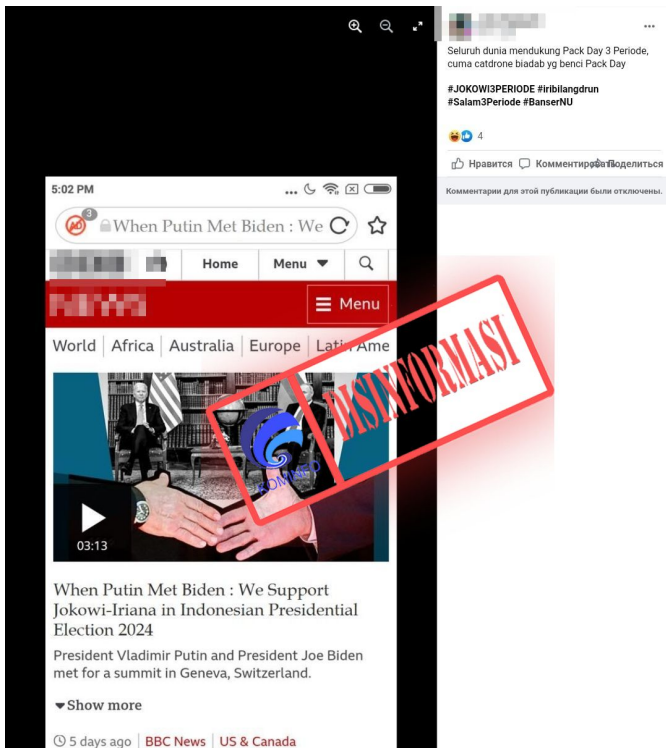 Seluruh dunia mendukung Pack Day 3 Periode,
cuma catdrone biadab yg benci Pack Day
#JOKOWI3PERIODE #iribilangdrun
#Salam3Periode #BanserNU
4
Нравится Комментировать Поделиться
Комментарии для этой публикации были отключены.
5:02 PM
3
When Putin Met Biden : We
Home Menu
Menu
World Africa Australia Europe Latin Ame
DISINFORMASI
KOMINFO
03:13
When Putin Met Biden : We Support
Jokowi-Iriana in Indonesian Presidential
Election 2024
President Vladimir Putin and President Joe Biden
met for a summit in Geneva, Switzerland.
Show more
5 days ago BBC News US & Canada